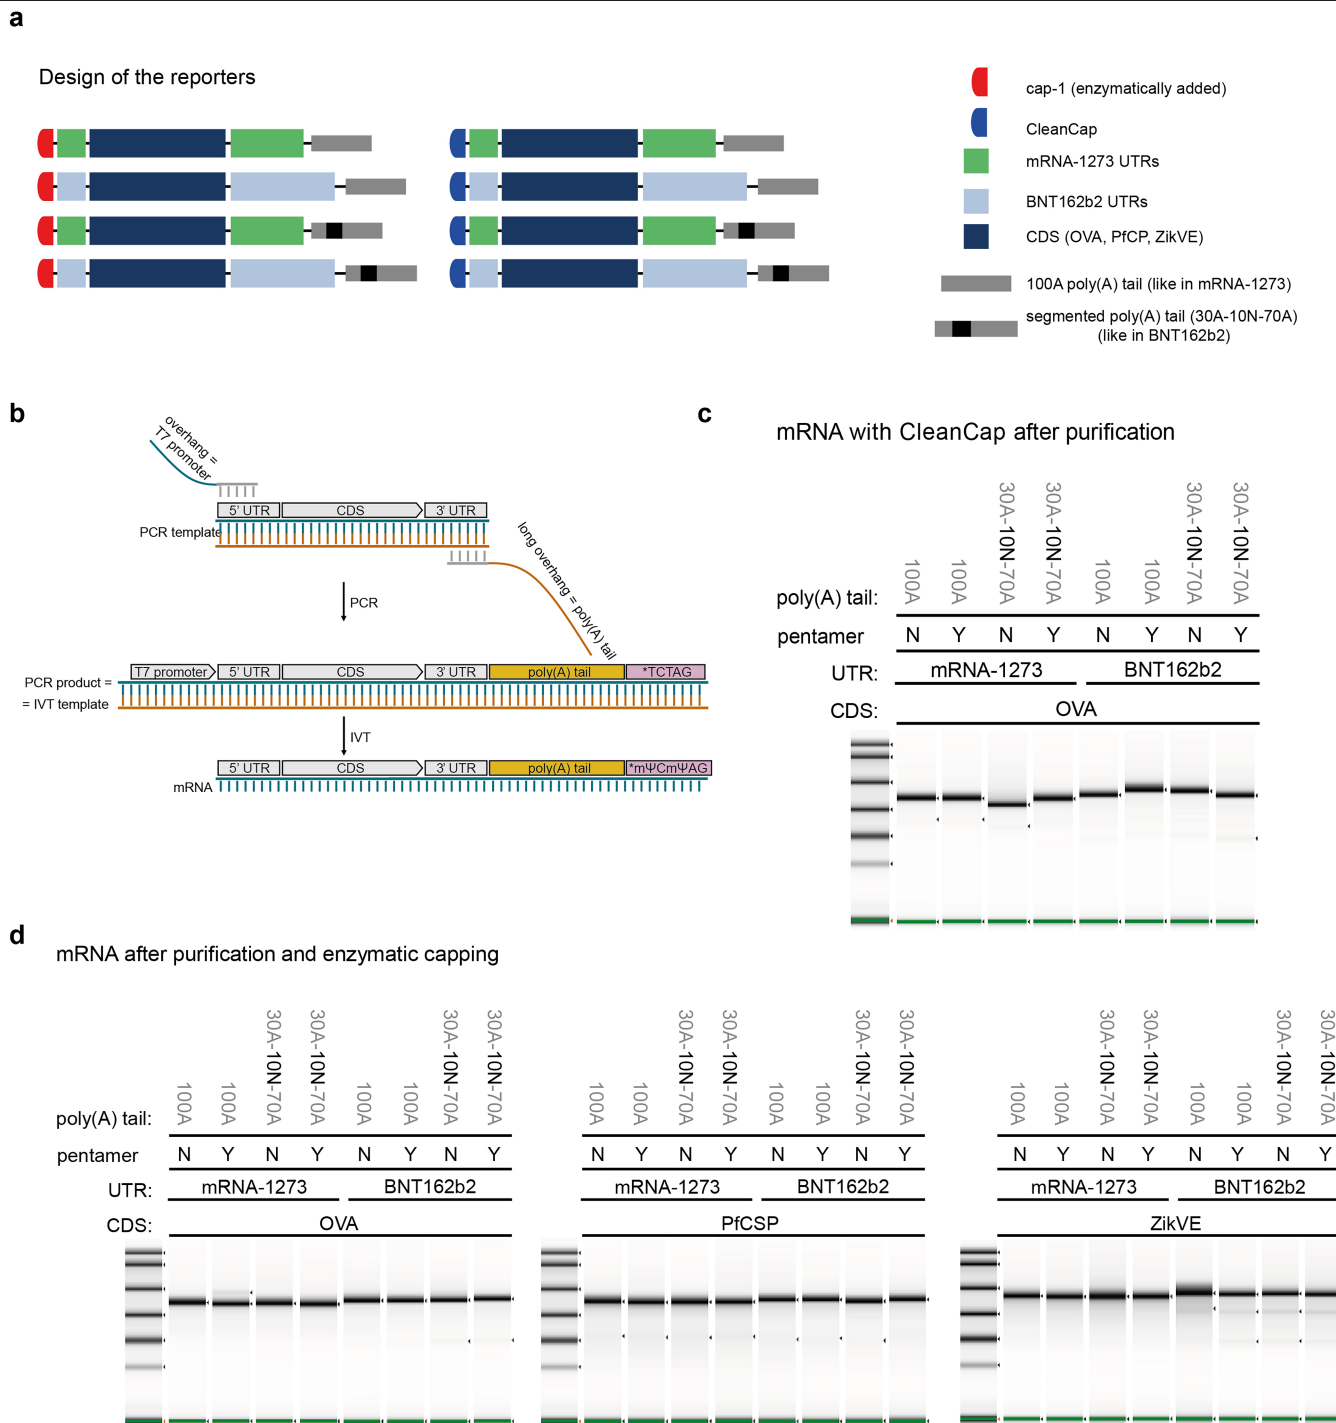 a
Design of the reporters
cap-1 (enzymatically added)
CleanCap
mRNA-1273 UTRs
BNT162b2 UTRs
CDS (OVA, PfCP, ZikVE)
100A poly(A) tail (like in mRNA-1273)
segmented poly(A) tail (30A-10N-70A)
(like in BNT162b2)
b
overhang =
T7 promoter
5' UTR CDS 3' UTR
PCR template
long overhang = poly(A) tail
PCR
T7 promoter 5' UTR CDS 3' UTR poly(A) tail *TCTAG
PCR product =
= IVT template
IVT
5' UTR CDS 3' UTR poly(A) tail *mΨCmΨAG
mRNA
c
mRNA with CleanCap after purification
poly(A) tail: 100A 100A 30A-10N-70A 30A-10N-70A 100A 100A 30A-10N-70A 30A-10N-70A
pentamer N Y N Y N Y N Y
UTR: mRNA-1273 BNT162b2
CDS: OVA
d
mRNA after purification and enzymatic capping
poly(A) tail: 100A 100A 30A-10N-70A 30A-10N-70A 100A 100A 30A-10N-70A 30A-10N-70A 100A 100A 30A-10N-70A 30A-10N-70A 100A 100A 30A-10N-70A 30A-10N-70A 100A 100A 30A-10N-70A 30A-10N-70A 100A 100A 30A-10N-70A 30A-10N-70A
pentamer N Y N Y N Y N Y N Y N Y N Y N Y N Y N Y N Y N Y
UTR: mRNA-1273 BNT162b2 mRNA-1273 BNT162b2 mRNA-1273 BNT162b2
CDS: OVA PfCSP ZikVE